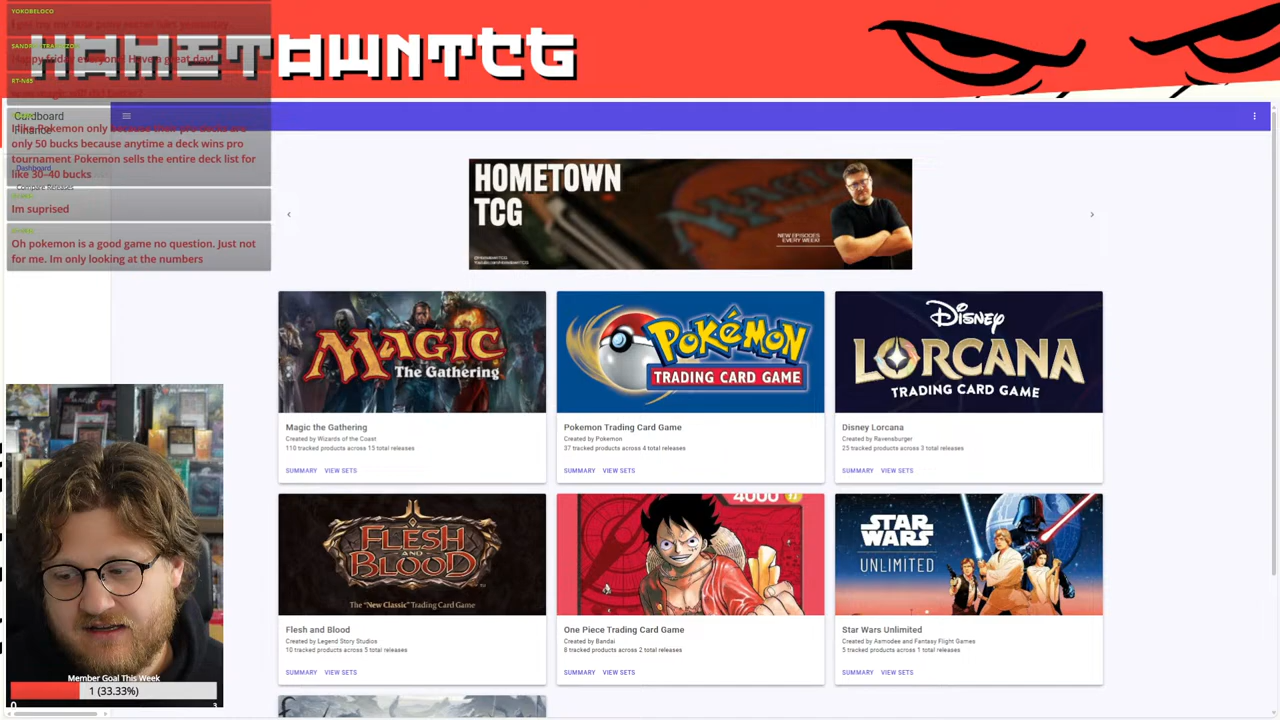 YOKOBELOCO
HAMETAWNTCG
Happy friday everyone! Have a great day!
RT-N85
Cardboard
Finance
only 50 bucks because anytime a deck wins pro
tournament Pokemon sells the entire deck list for
like 30-40 bucks
Dashboard
Compare Releases
Im suprised
Oh pokemon is a good game no question. Just not
for me. Im only looking at the numbers
HOMETOWN
TCG
NEW EPISODES
EVERY WEEK!
MAGIC
The Gathering
Magic the Gathering
Created by Wizards of the Coast
110 tracked products across 15 total releases
SUMMARY VIEW SETS
POKéMON
TRADING CARD GAME
Pokemon Trading Card Game
Created by Pokemon
37 tracked products across 4 total releases
SUMMARY VIEW SETS
Disney
LORCANA
TRADING CARD GAME
Disney Lorcana
Created by Ravensburger
25 tracked products across 3 total releases
SUMMARY VIEW SETS
FLESH
AND
BLOOD
The "New Classic" Trading Card Game
Flesh and Blood
Created by Legend Story Studios
10 tracked products across 5 total releases
SUMMARY VIEW SETS
4000
One Piece Trading Card Game
Created by Bandai
8 tracked products across 2 total releases
SUMMARY VIEW SETS
STAR
WARS
UNLIMITED
Star Wars Unlimited
Created by Asmodee and Fantasy Flight Games
5 tracked products across 1 total releases
SUMMARY VIEW SETS
Member Goal This Week
1 (33.33%)
0
3